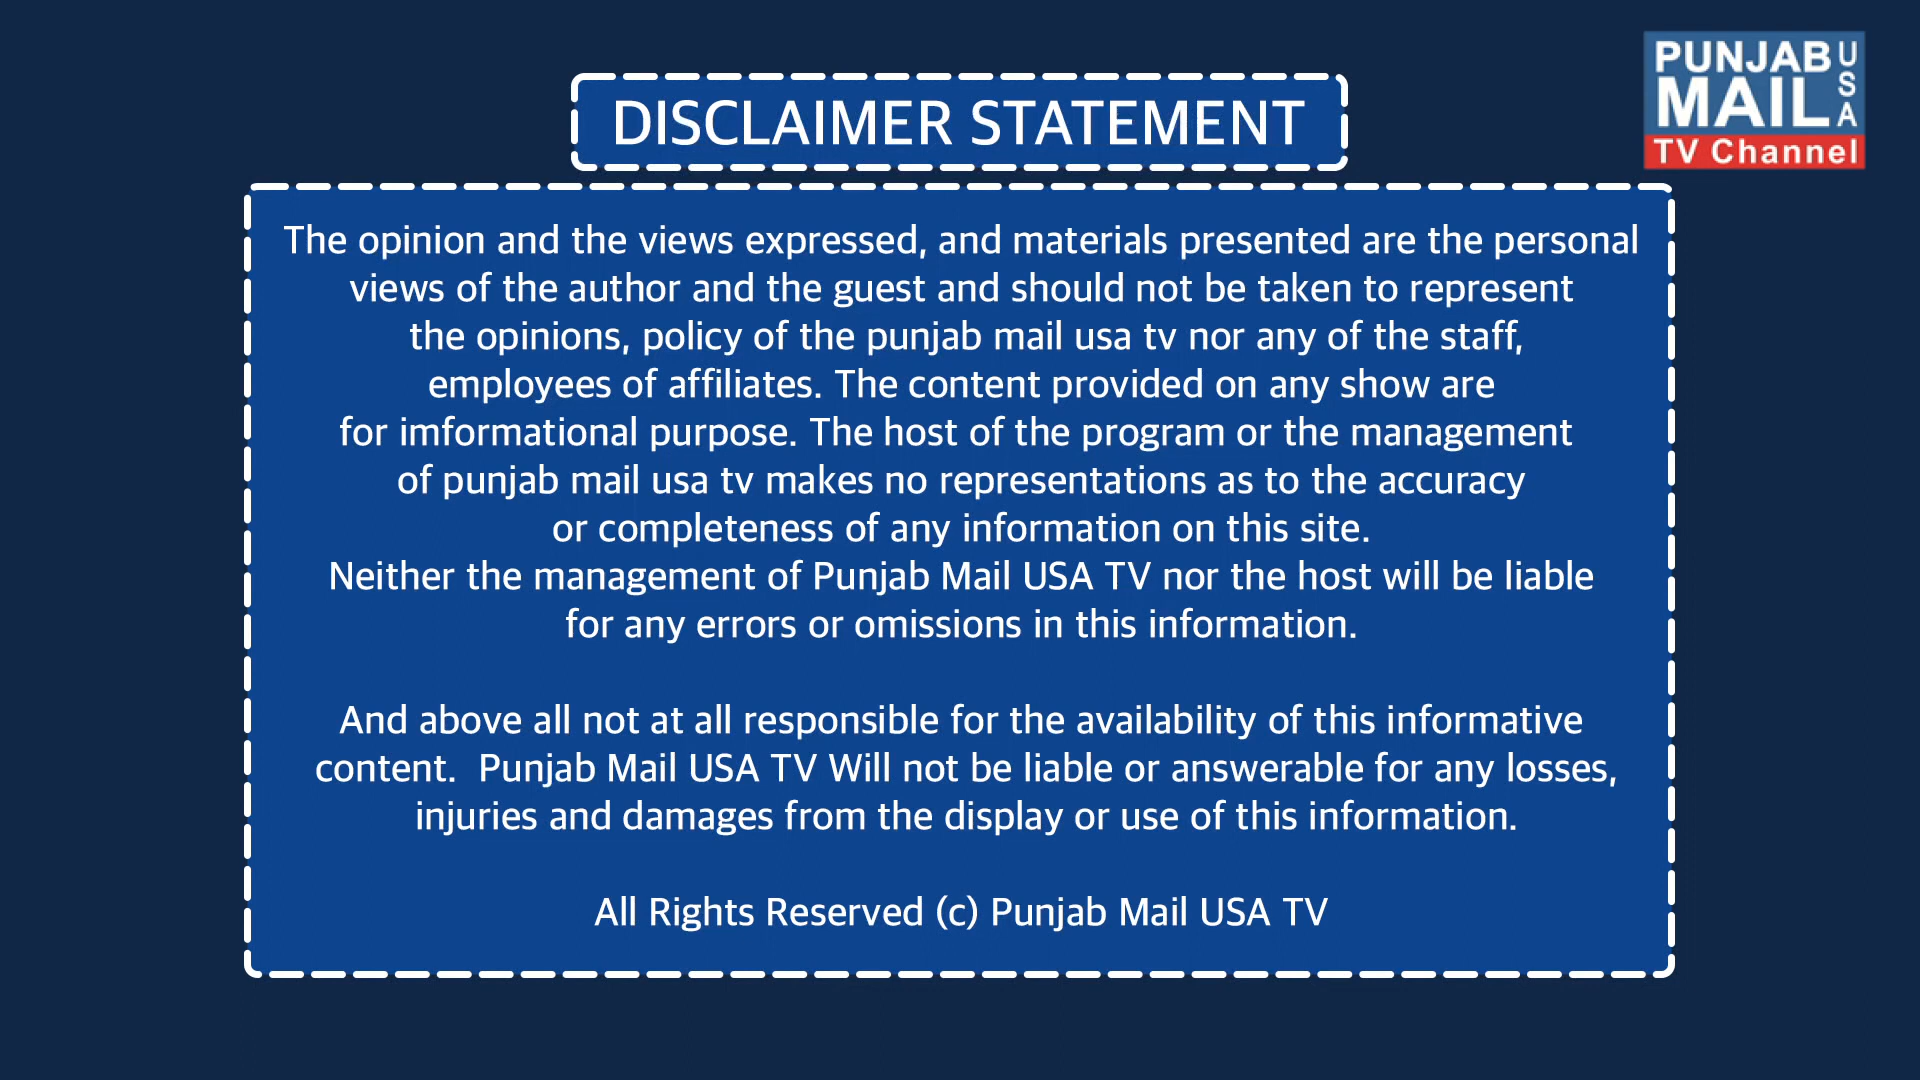 PUNJAB USA
MAIL
TV Channel
DISCLAIMER STATEMENT
The opinion and the views expressed, and materials presented are the personal
views of the author and the guest and should not be taken to represent
the opinions, policy of the punjab mail usa tv nor any of the staff,
employees of affiliates. The content provided on any show are
for imformational purpose. The host of the program or the management
of punjab mail usa tv makes no representations as to the accuracy
or completeness of any information on this site.
Neither the management of Punjab Mail USA TV nor the host will be liable
for any errors or omissions in this information.
And above all not at all responsible for the availability of this informative
content. Punjab Mail USA TV Will not be liable or answerable for any losses,
injuries and damages from the display or use of this information.
All Rights Reserved (c) Punjab Mail USA TV